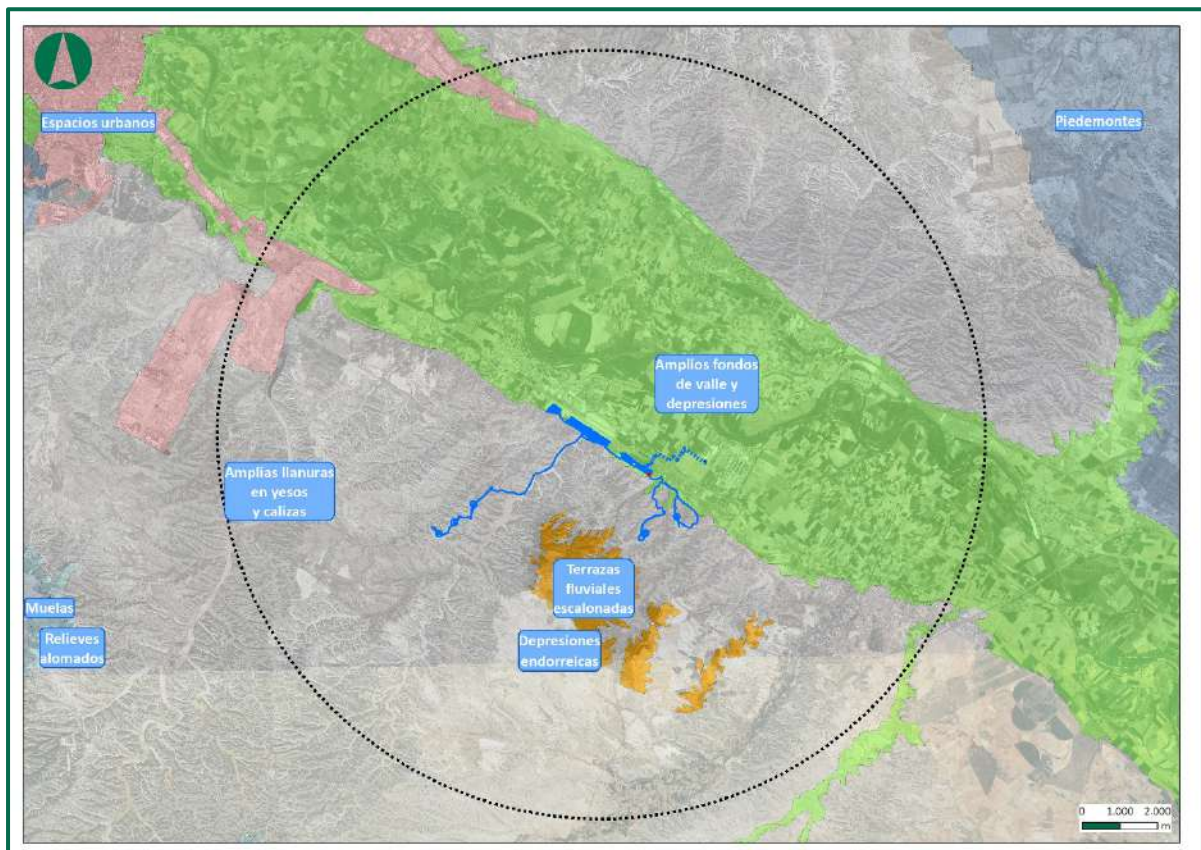 Espacios urbanos
Piedemontes
Amplios fondos
de valle y
depresiones
Amplias llanuras
en yesos
y calizas
Terrazas
fluviales
escalonadas
Muelas
Relieves
alomados
Depresiones
endorreicas
0 1.000 2.000
m